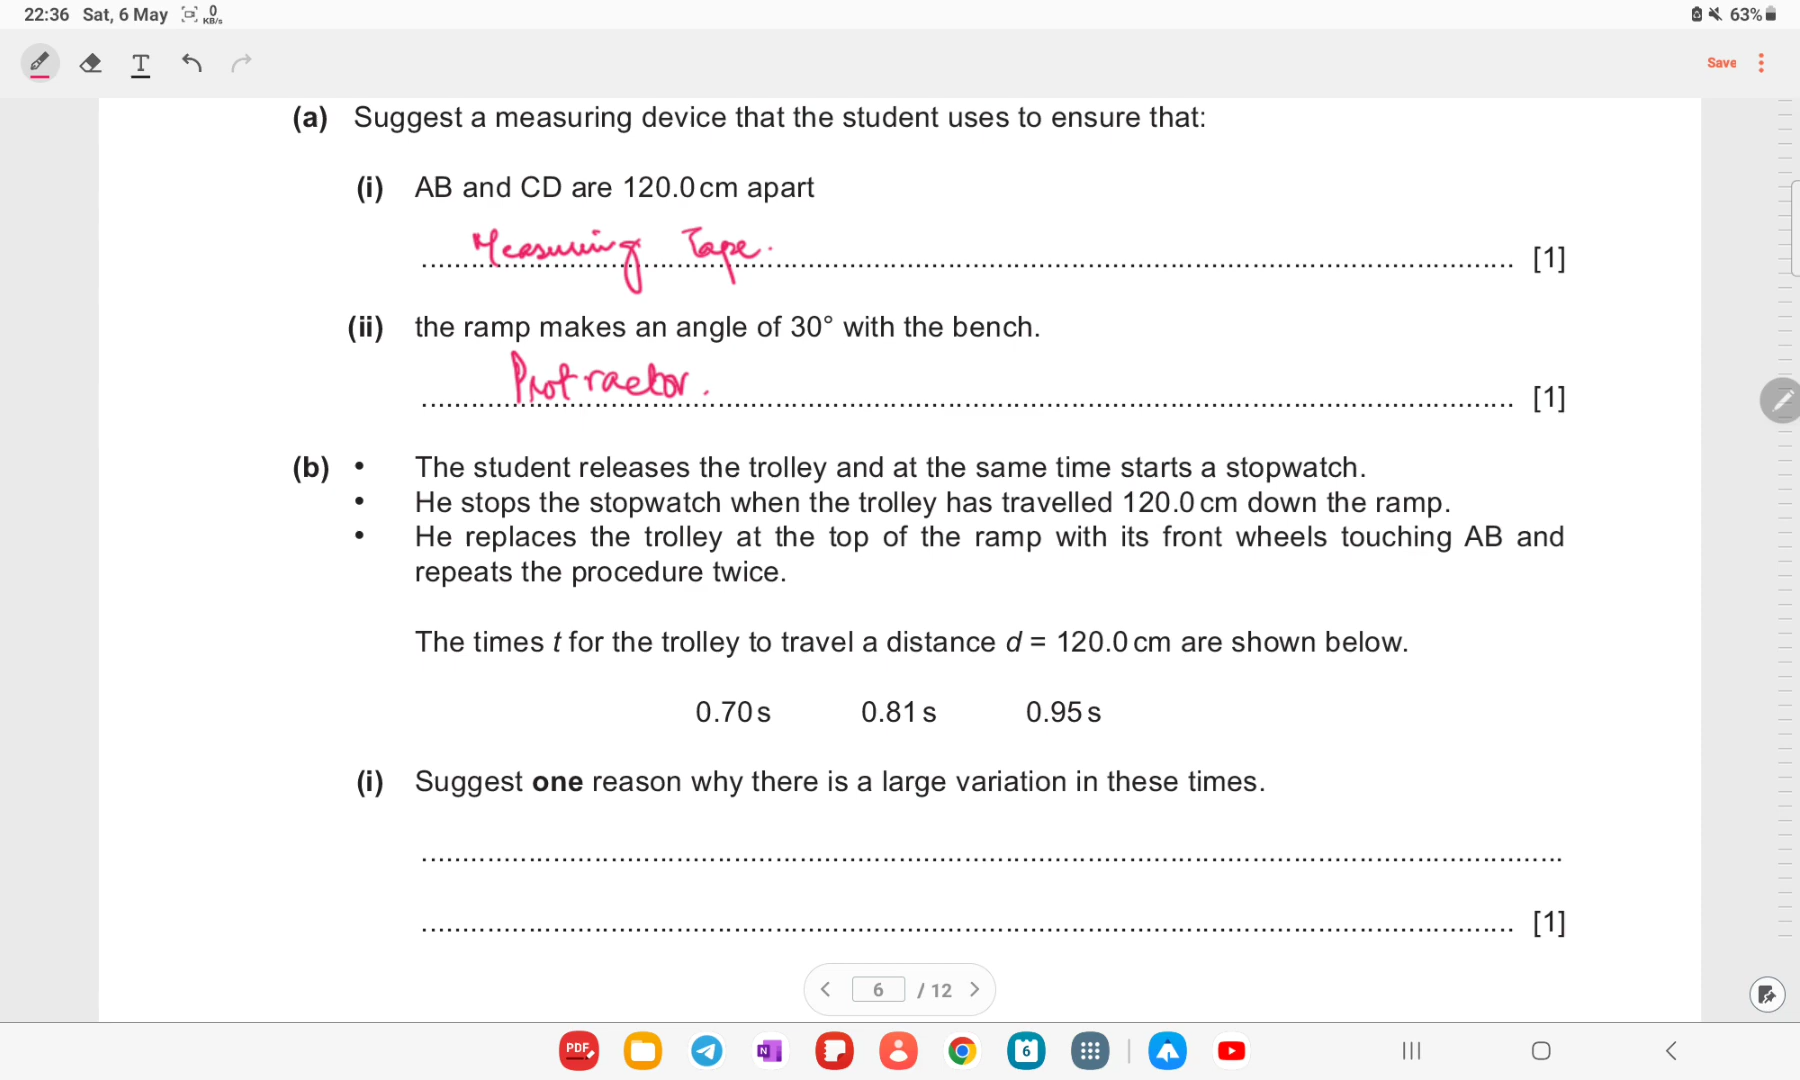 22:36 Sat, 6 May 0 KB/s 63%
T Save
(a) Suggest a measuring device that the student uses to ensure that:
(i) AB and CD are 120.0 cm apart
Measuring Tape. [1]
(ii) the ramp makes an angle of 30° with the bench.
Protractor. [1]
(b) • The student releases the trolley and at the same time starts a stopwatch.
• He stops the stopwatch when the trolley has travelled 120.0 cm down the ramp.
• He replaces the trolley at the top of the ramp with its front wheels touching AB and
repeats the procedure twice.
The times t for the trolley to travel a distance d = 120.0 cm are shown below.
0.70 s 0.81 s 0.95 s
(i) Suggest one reason why there is a large variation in these times.
[1]
6 / 12
PDF N 6